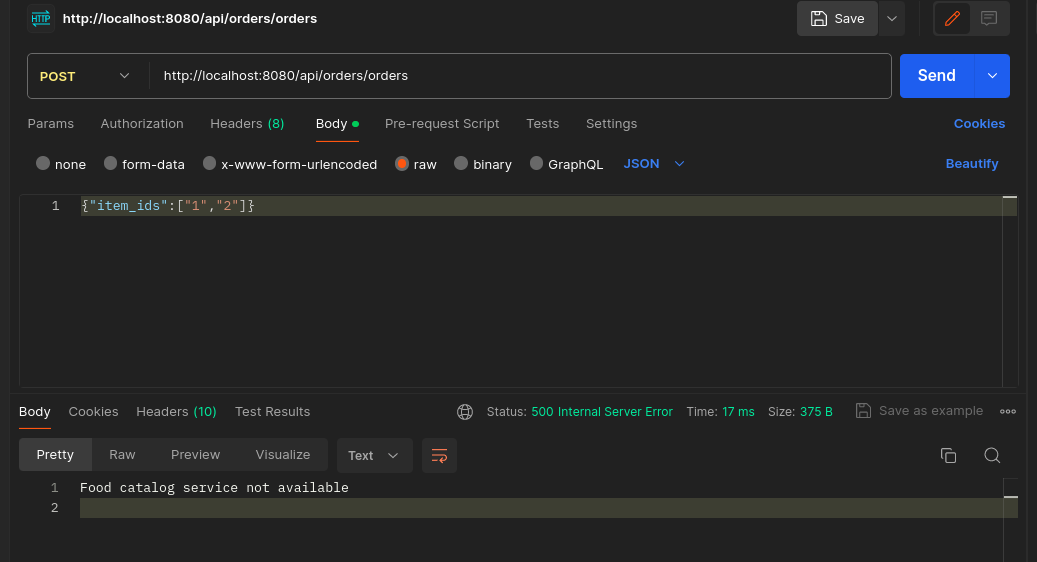 HTTP http://localhost:8080/api/orders/orders Save
POST http://localhost:8080/api/orders/orders Send
Params Authorization Headers (8) Body Pre-request Script Tests Settings Cookies
none form-data x-www-form-urlencoded raw binary GraphQL JSON Beautify
1 {"item_ids":["1","2"]}
Body Cookies Headers (10) Test Results Status: 500 Internal Server Error Time: 17 ms Size: 375 B Save as example
Pretty Raw Preview Visualize Text
1 Food catalog service not available
2